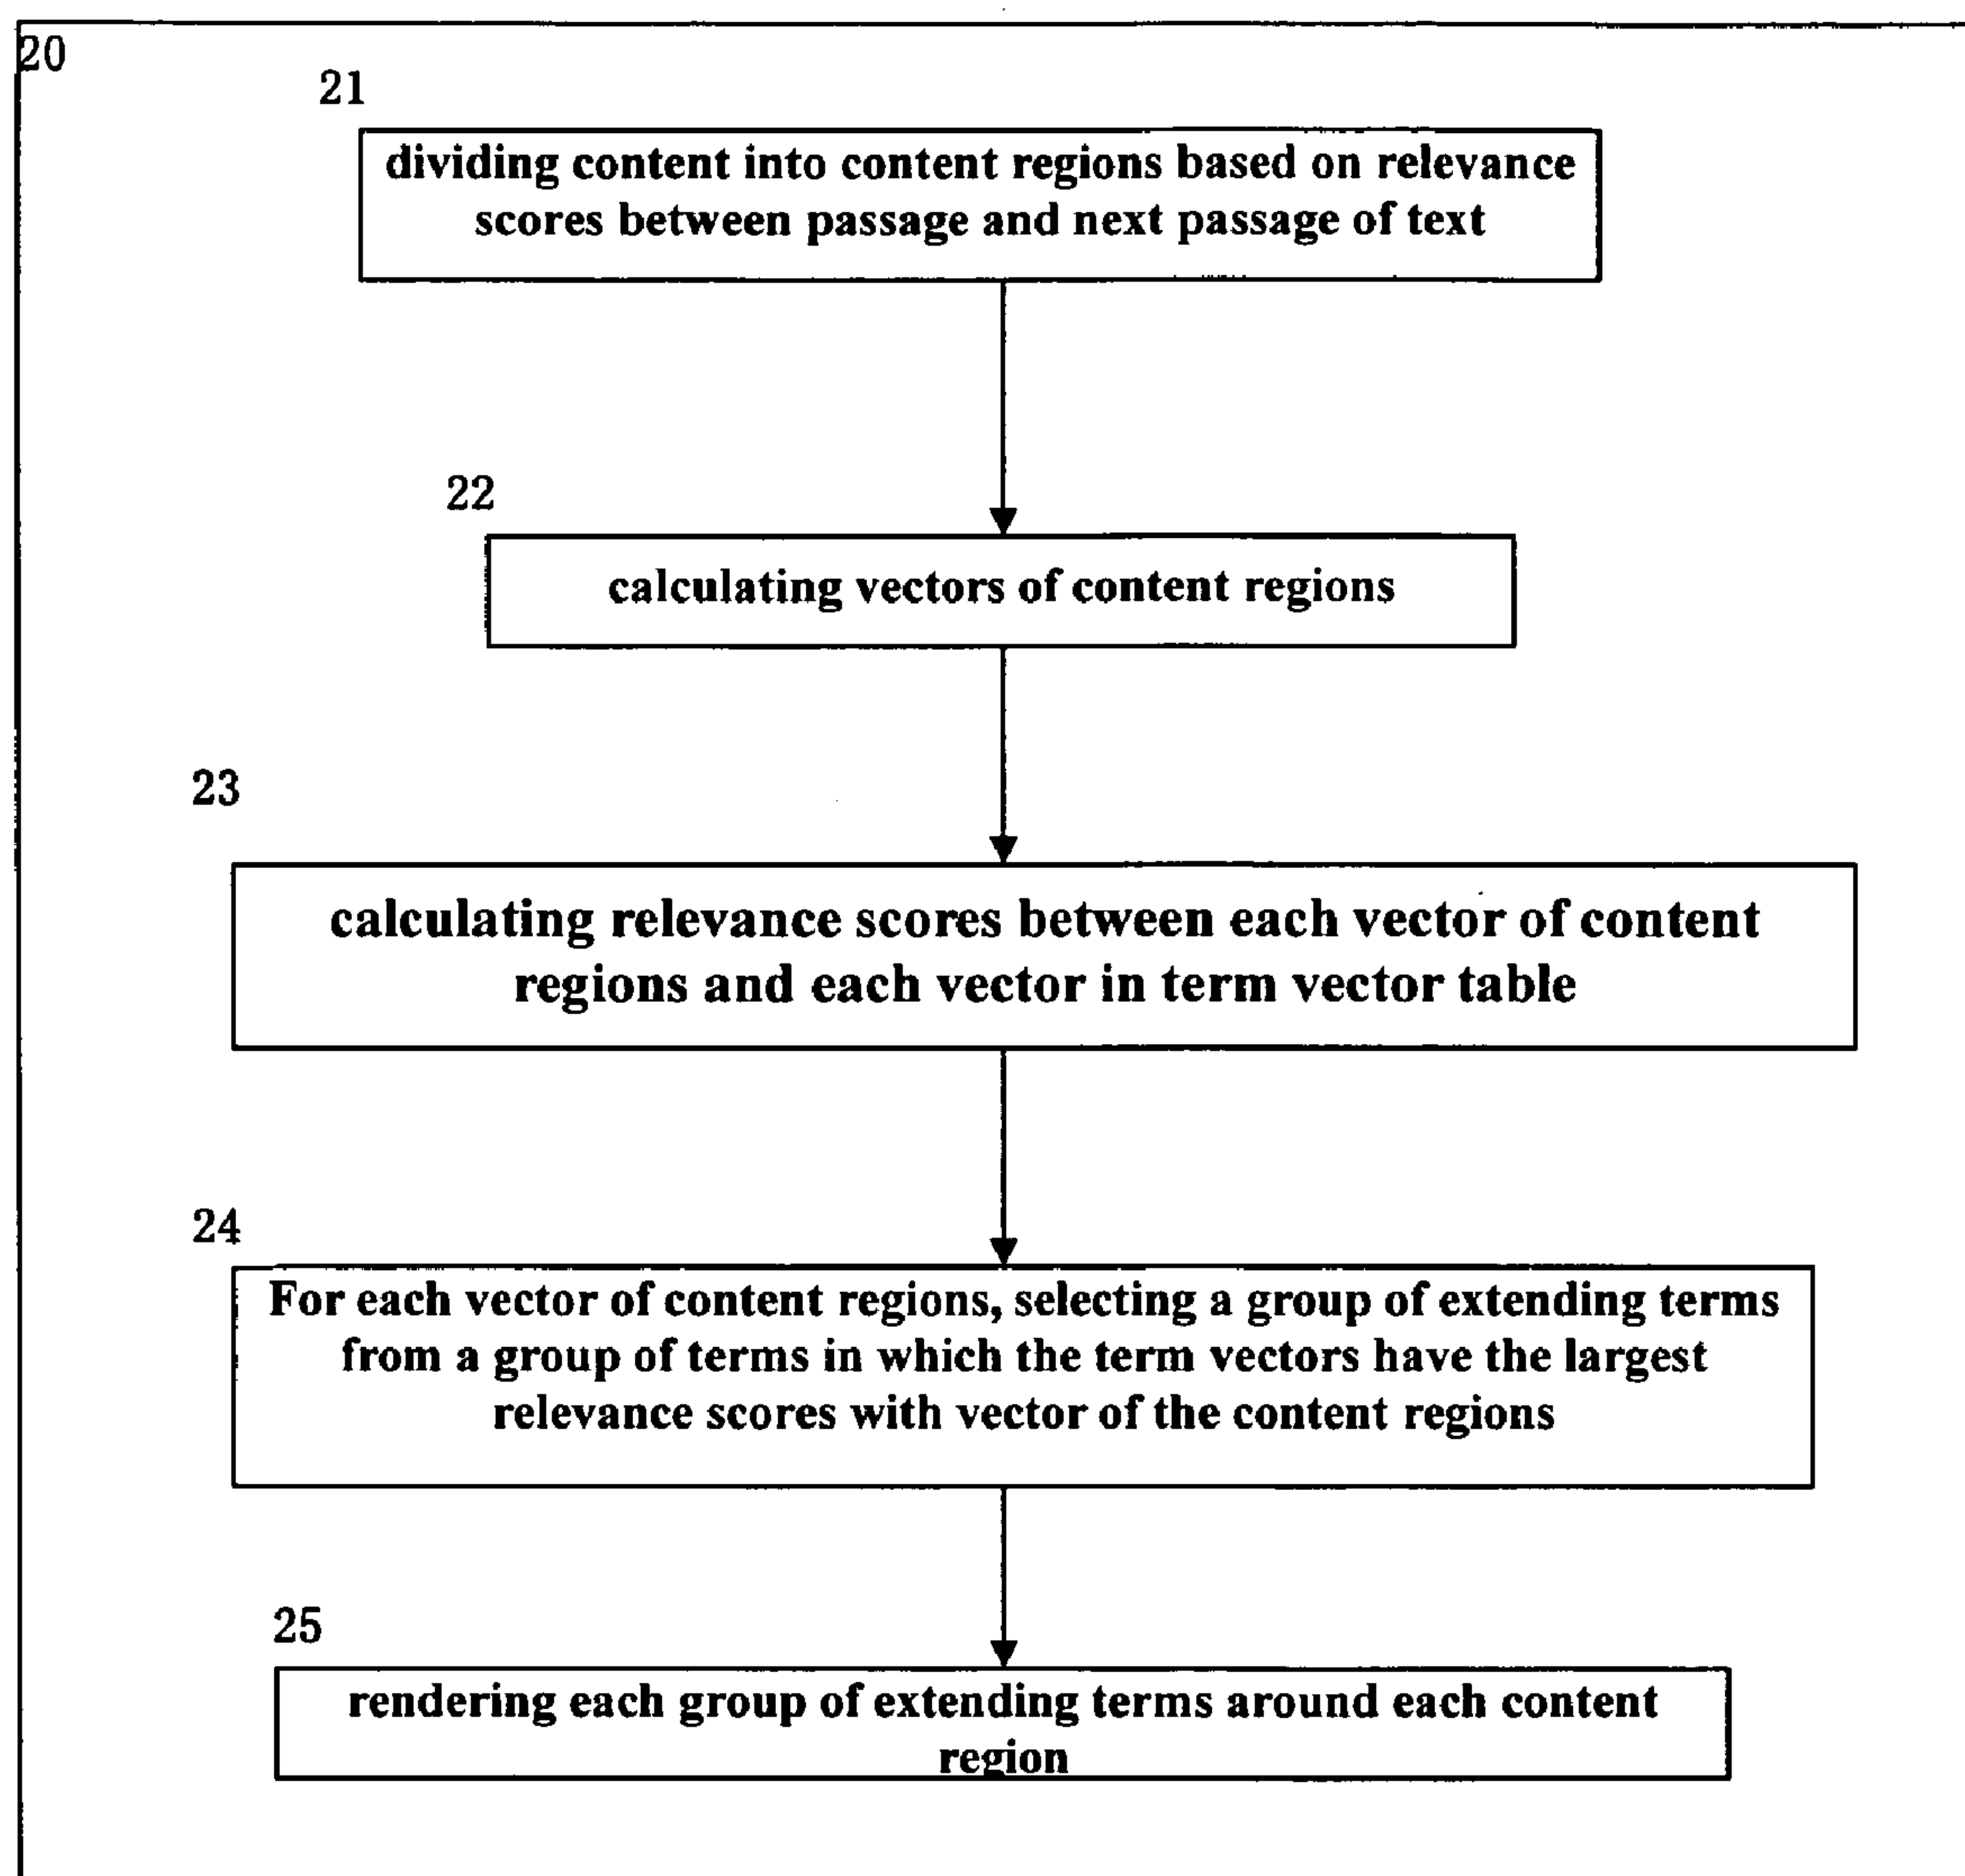 20
21
dividing content into content regions based on relevance
scores between passage and next passage of text
22
calculating vectors of content regions
23
calculating relevance scores between each vector of content
regions and each vector in term vector table
24
For each vector of content regions, selecting a group of extending terms
from a group of terms in which the term vectors have the largest
relevance scores with vector of the content regions
25
rendering each group of extending terms around each content
region